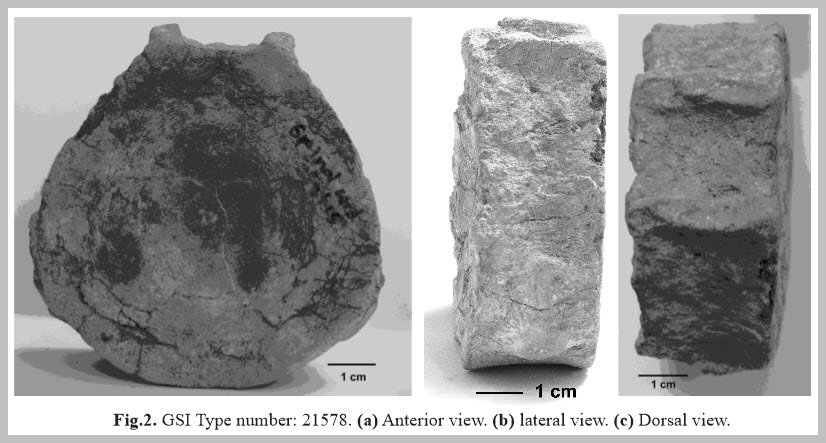 1 cm
1 cm
1 cm
Fig.2. GSI Type number: 21578. (a) Anterior view. (b) lateral view. (c) Dorsal view.